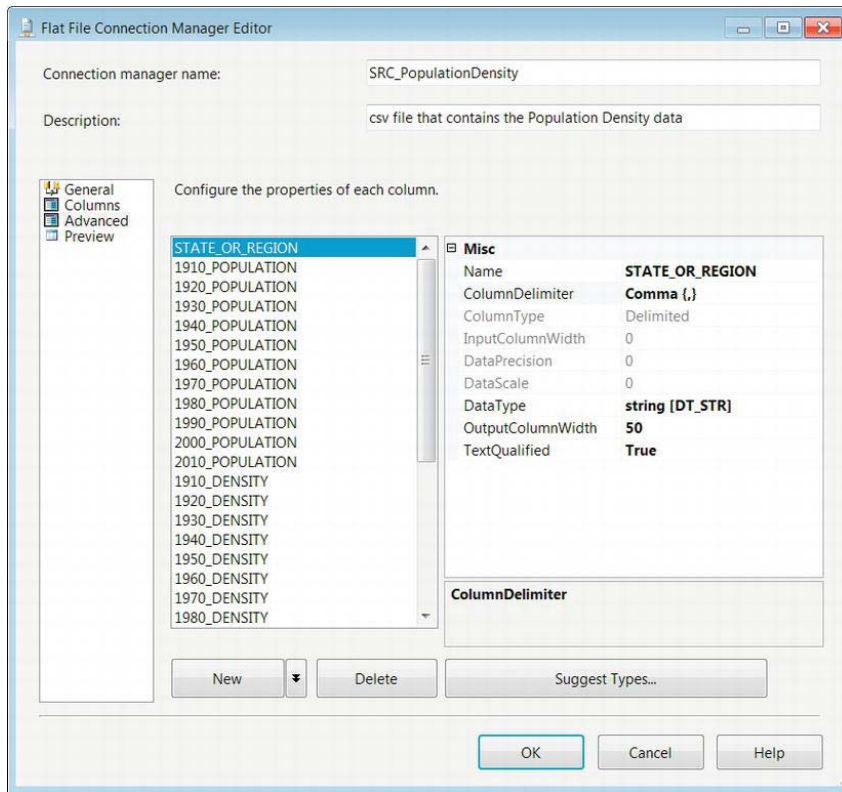 Flat File Connection Manager Editor
Connection manager name: SRC_PopulationDensity
Description: csv file that contains the Population Density data
General
Columns
Advanced
Preview
Configure the properties of each column.
STATE_OR_REGION
1910_POPULATION
1920_POPULATION
1930_POPULATION
1940_POPULATION
1950_POPULATION
1960_POPULATION
1970_POPULATION
1980_POPULATION
1990_POPULATION
2000_POPULATION
2010_POPULATION
1910_DENSITY
1920_DENSITY
1930_DENSITY
1940_DENSITY
1950_DENSITY
1960_DENSITY
1970_DENSITY
1980_DENSITY
Misc
Name STATE_OR_REGION
ColumnDelimiter Comma {,}
ColumnType Delimited
InputColumnWidth 0
DataPrecision 0
DataScale 0
DataType string [DT_STR]
OutputColumnWidth 50
TextQualified True
ColumnDelimiter
New Delete Suggest Types...
OK Cancel Help